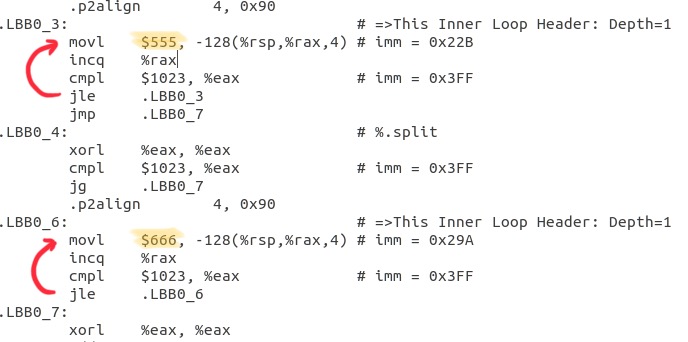 .p2align 4, 0x90
.LBB0_3: # =>This Inner Loop Header: Depth=1
movl $555, -128(%rsp,%rax,4) # imm = 0x22B
incq %rax
cmpl $1023, %eax # imm = 0x3FF
jle .LBB0_3
jmp .LBB0_7
.LBB0_4: # %.split
xorl %eax, %eax
cmpl $1023, %eax # imm = 0x3FF
jg .LBB0_7
.p2align 4, 0x90
.LBB0_6: # =>This Inner Loop Header: Depth=1
movl $666, -128(%rsp,%rax,4) # imm = 0x29A
incq %rax
cmpl $1023, %eax # imm = 0x3FF
jle .LBB0_6
.LBB0_7:
xorl %eax, %eax